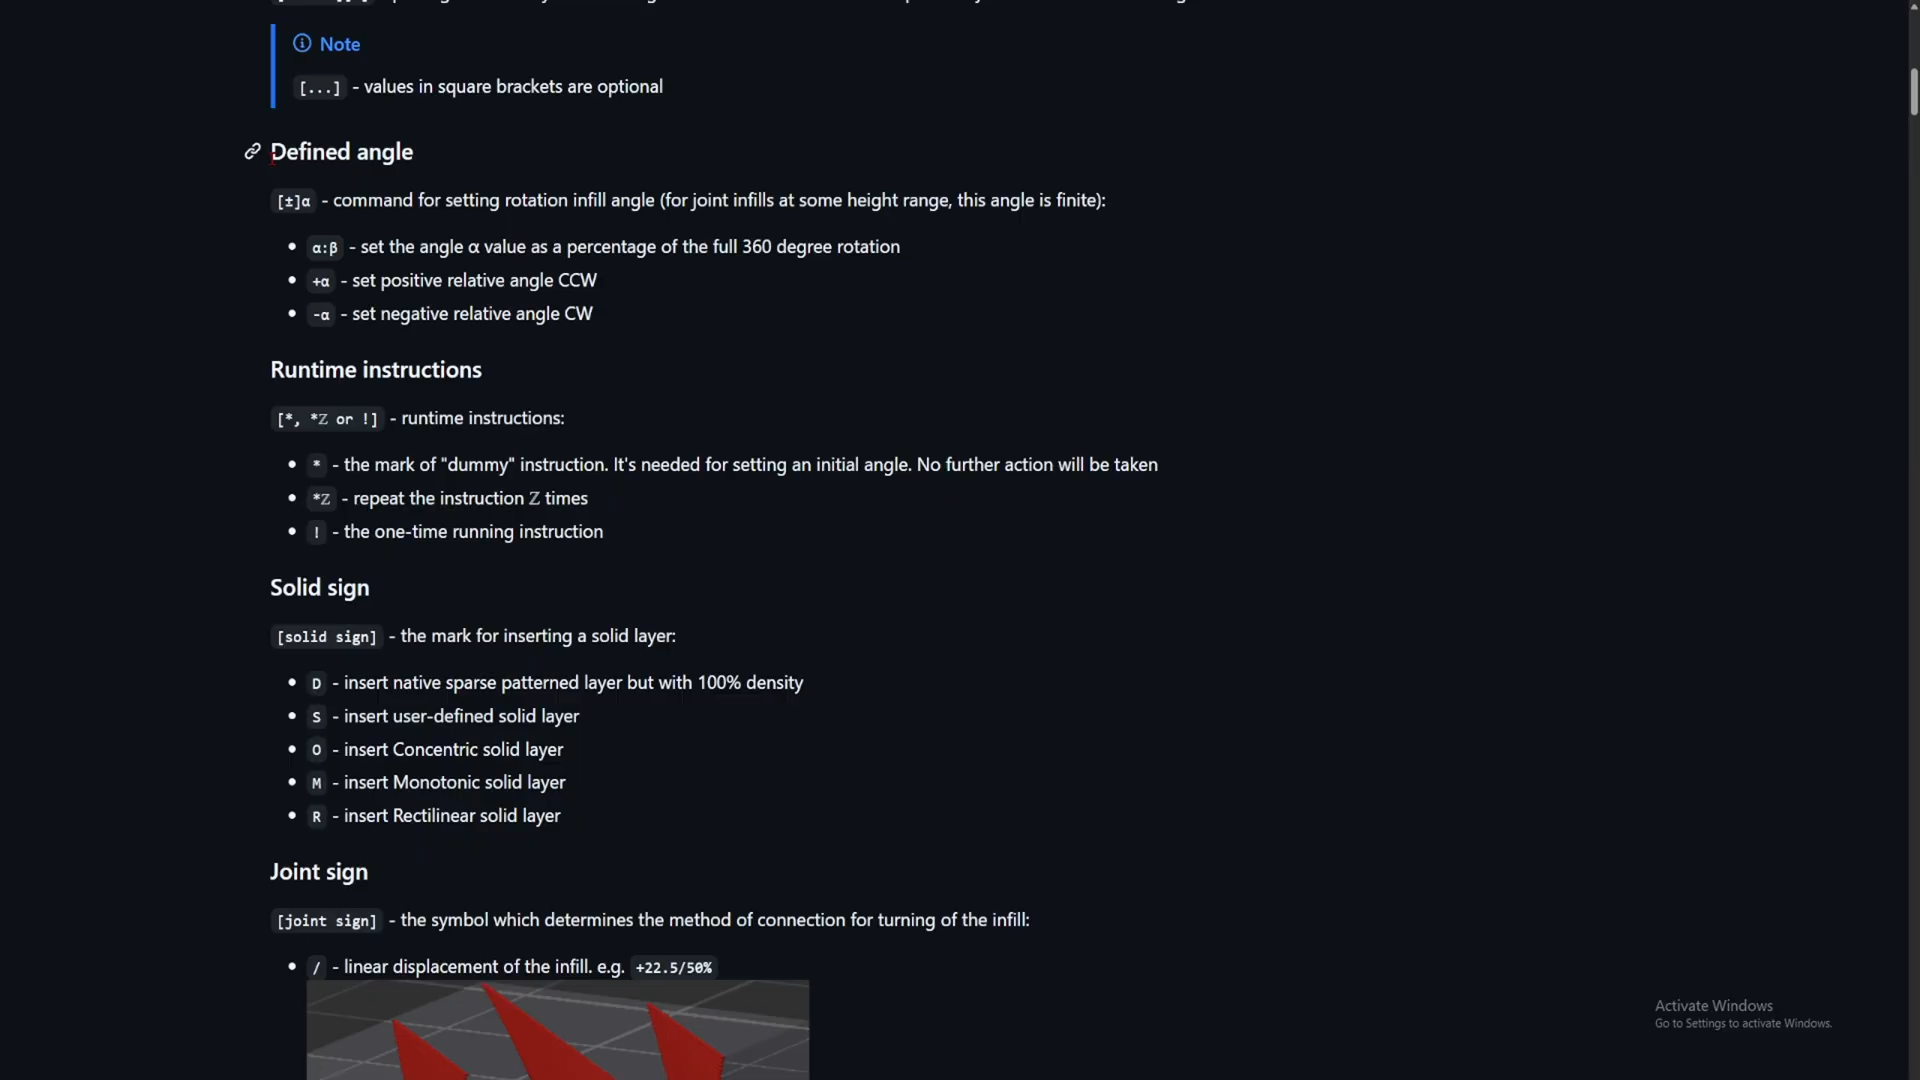 Note
[...] - values in square brackets are optional
Defined angle
[±]α - command for setting rotation infill angle (for joint infills at some height range, this angle is finite):
• α:β - set the angle α value as a percentage of the full 360 degree rotation
• +α - set positive relative angle CCW
• -α - set negative relative angle CW
Runtime instructions
[*, *ℤ or !] - runtime instructions:
• * - the mark of "dummy" instruction. It's needed for setting an initial angle. No further action will be taken
• *ℤ - repeat the instruction ℤ times
• ! - the one-time running instruction
Solid sign
[solid sign] - the mark for inserting a solid layer:
• D - insert native sparse patterned layer but with 100% density
• S - insert user-defined solid layer
• O - insert Concentric solid layer
• M - insert Monotonic solid layer
• R - insert Rectilinear solid layer
Joint sign
[joint sign] - the symbol which determines the method of connection for turning of the infill:
• / - linear displacement of the infill. e.g. +22.5/50%
Activate Windows
Go to Settings to activate Windows.